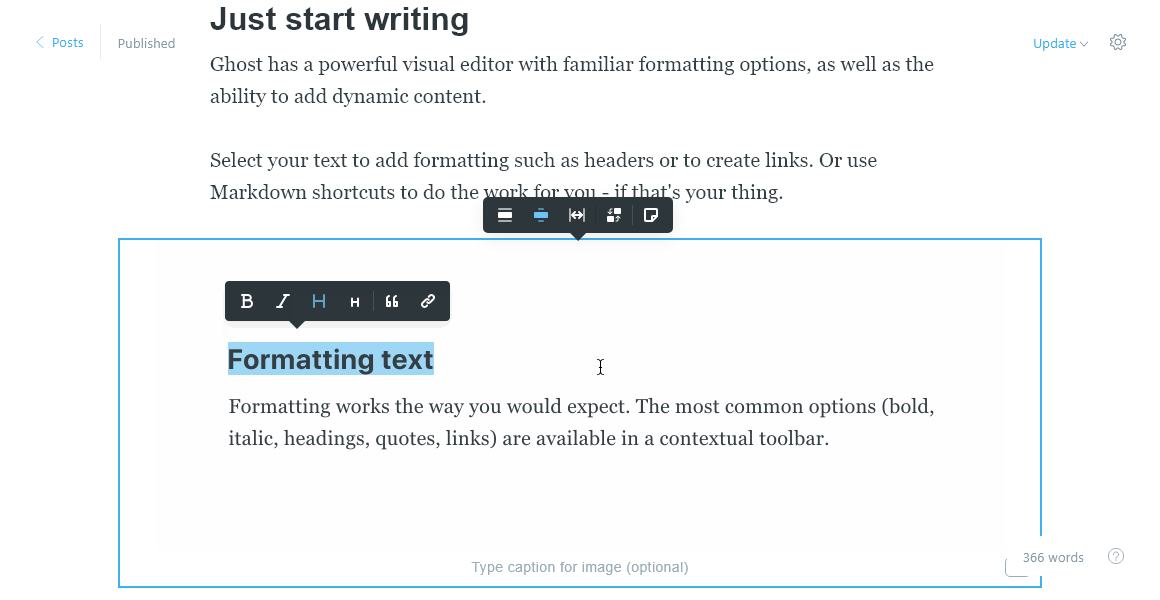 Just start writing
Posts
Published
Update
Ghost has a powerful visual editor with familiar formatting options, as well as the
ability to add dynamic content.
Select your text to add formatting such as headers or to create links. Or use
Markdown shortcuts to do the work for you - if that's your thing.
B I H H
Formatting text
Formatting works the way you would expect. The most common options (bold,
italic, headings, quotes, links) are available in a contextual toolbar.
366 words
?
Type caption for image (optional)